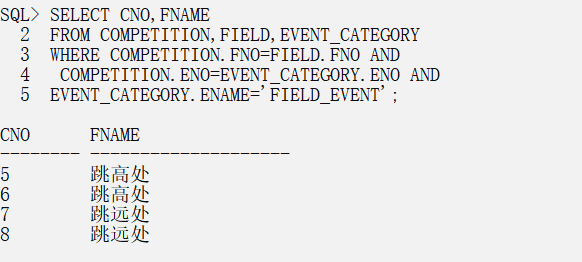 SQL> SELECT CNO,FNAME
2 FROM COMPETITION,FIELD,EVENT_CATEGORY
3 WHERE COMPETITION.FNO=FIELD.FNO AND
4 COMPETITION.ENO=EVENT_CATEGORY.ENO AND
5 EVENT_CATEGORY.ENAME='FIELD_EVENT';
CNO FNAME
-------- --------------------
5 跳高处
6 跳高处
7 跳远处
8 跳远处